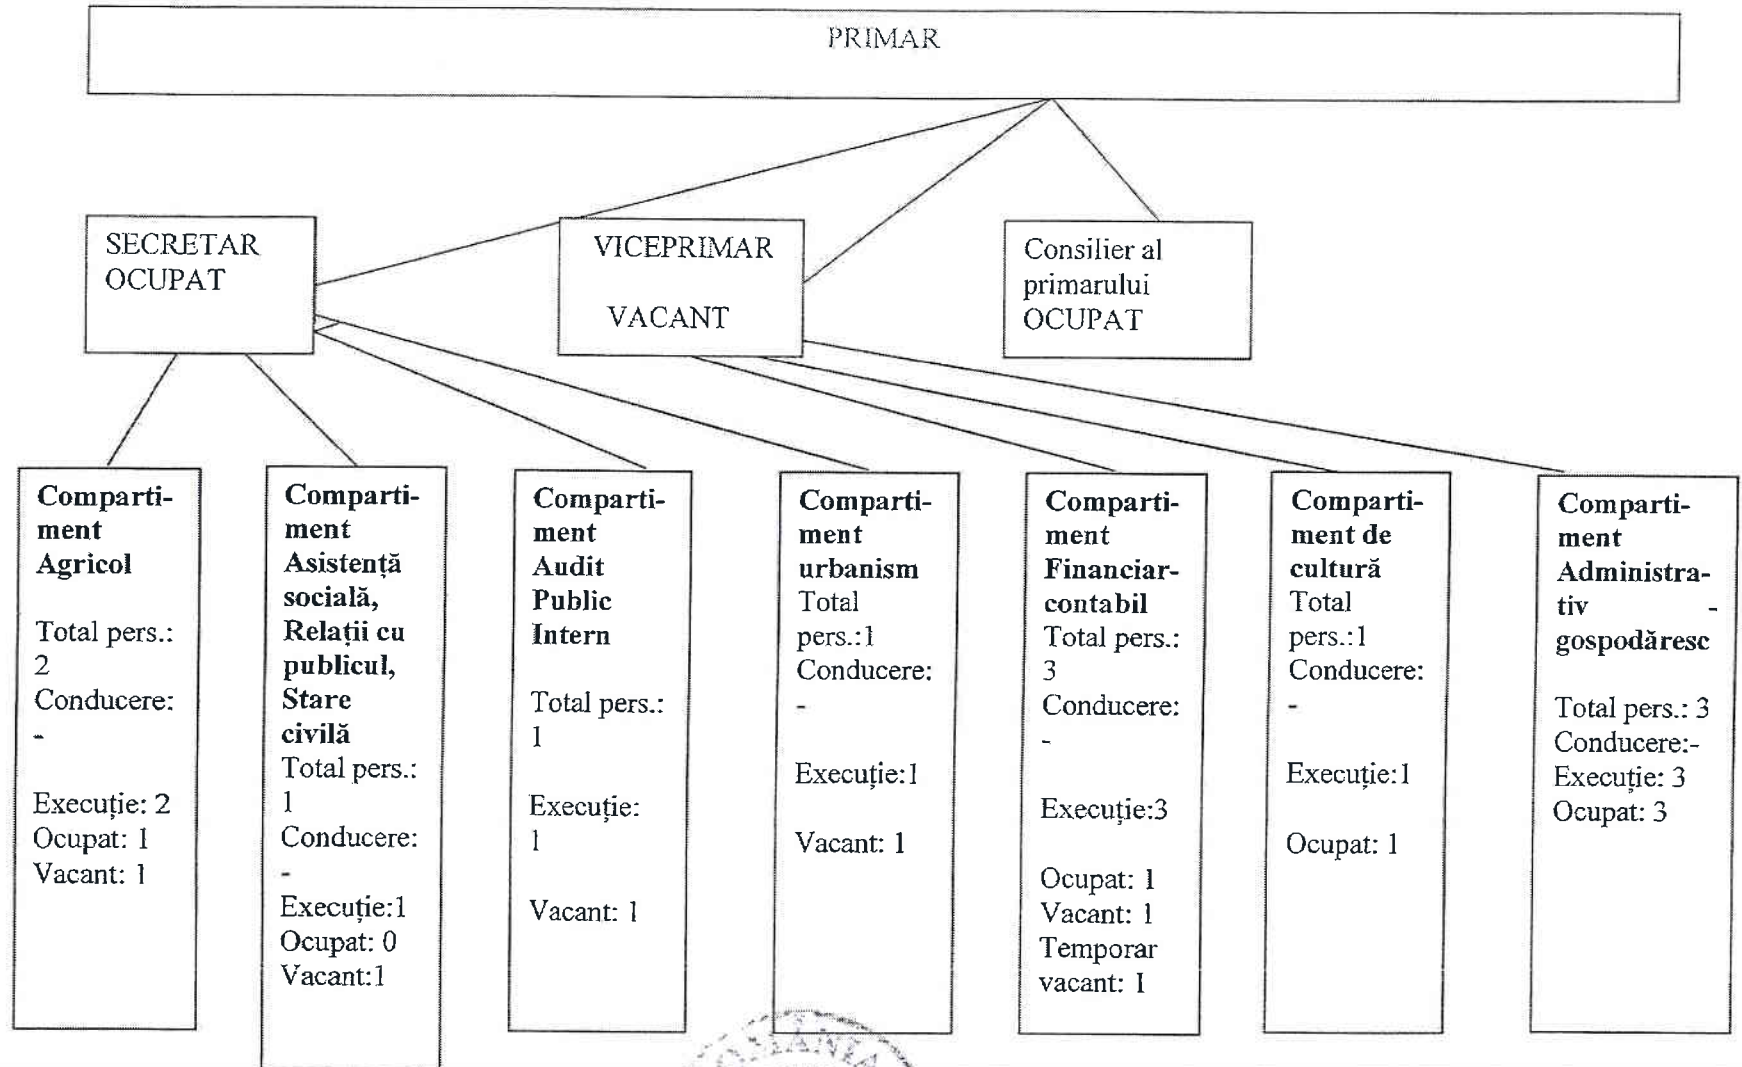 PRIMAR
SECRETAR
OCUPAT
VICEPRIMAR
VACANT
Consilier al
primarului
OCUPAT
Comparti-
ment
Agricol
Total pers.:
2
Conducere:
-
Execuție: 2
Ocupat: 1
Vacant: 1
Comparti-
ment
Asistență
socială,
Relații cu
publicul,
Stare
civilă
Total pers.:
1
Conducere:
-
Execuție:1
Ocupat: 0
Vacant:1
Comparti-
ment
Audit
Public
Intern
Total pers.:
1
Execuție:
1
Vacant: 1
Comparti-
ment
urbanism
Total
pers.:1
Conducere:
-
Execuție:1
Vacant: 1
Comparti-
ment
Financiar-
contabil
Total pers.:
3
Conducere:
-
Execuție:3
Ocupat: 1
Vacant: 1
Temporar
vacant: 1
Comparti-
ment de
cultură
Total
pers.:1
Conducere:
-
Execuție:1
Ocupat: 1
Comparti-
ment
Administra-
tiv -
gospodăresc
Total pers.: 3
Conducere:-
Execuție: 3
Ocupat: 3
ROMÂNIA